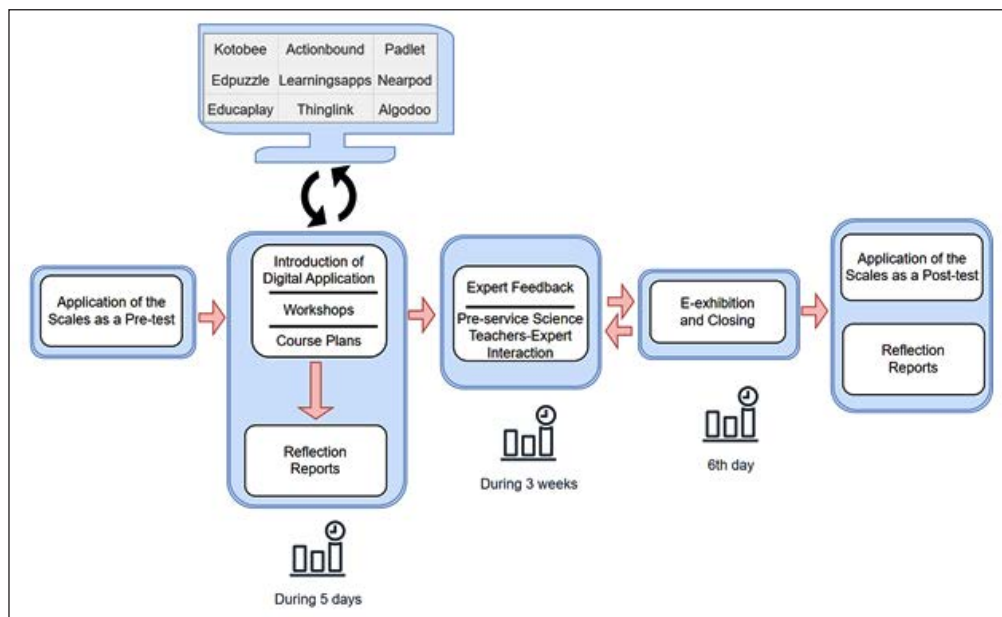 Kotobee Actionbound Padlet
Edpuzzle Learningsapps Nearpod
Educaplay Thinglink Algodoo
Application of the
Scales as a Pre-test
Introduction of
Digital Application
Workshops
Course Plans
Reflection
Reports
During 5 days
Expert Feedback
Pre-service Science
Teachers-Expert
Interaction
During 3 weeks
E-exhibition
and Closing
6th day
Application of the
Scales as a Post-test
Reflection
Reports